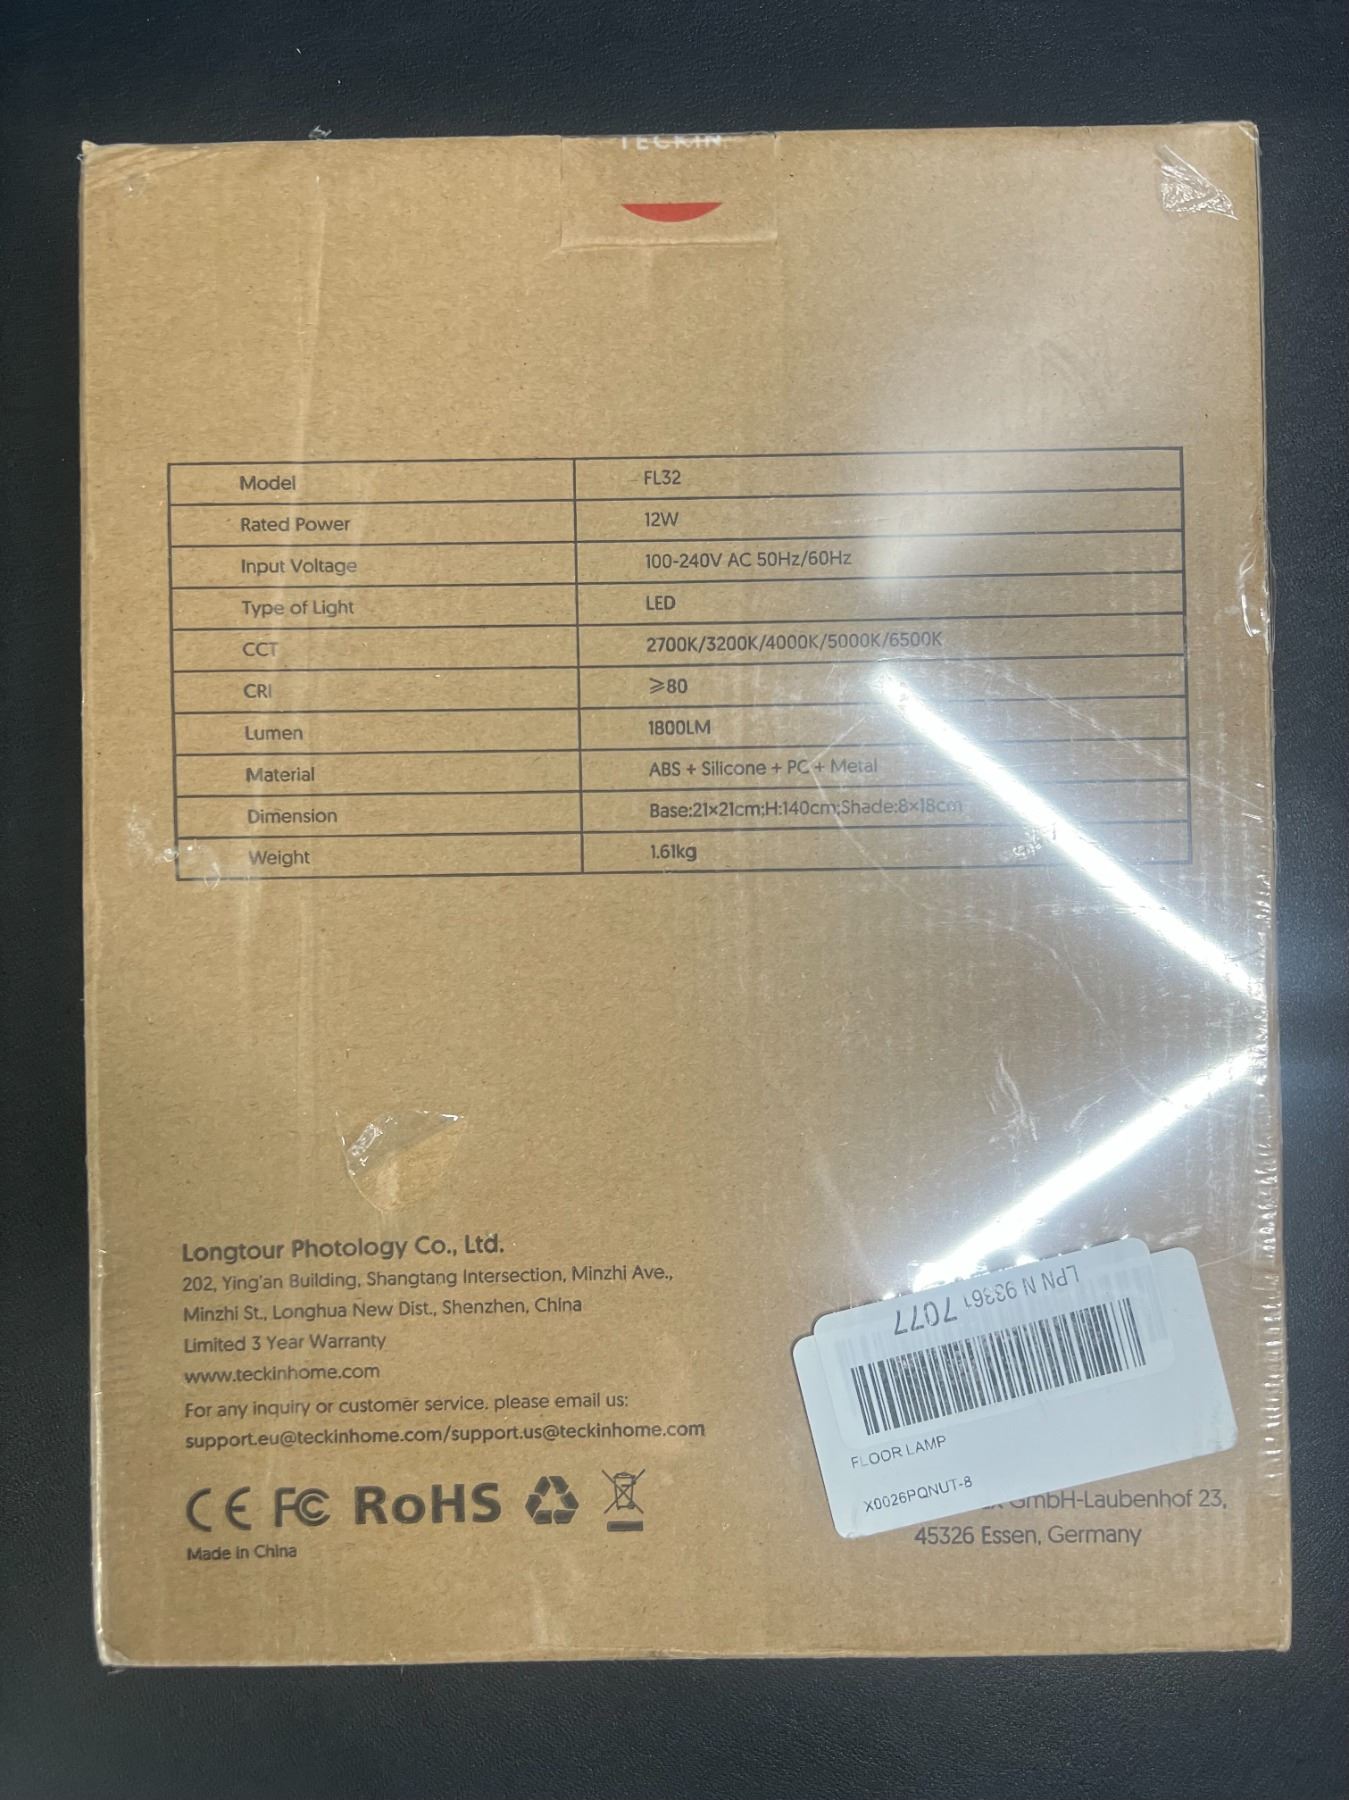 TECKIN
Model FL32
Rated Power 12W
Input Voltage 100-240V AC 50Hz/60Hz
Type of Light LED
CCT 2700K/3200K/4000K/5000K/6500K
CRI ⩾80
Lumen 1800LM
Material ABS + Silicone + PC + Metal
Dimension Base:21×21cm;H:140cm;Shade:8×18cm
Weight 1.61kg
Longtour Photology Co., Ltd.
202, Ying'an Building, Shangtang Intersection, Minzhi Ave.,
Minzhi St., Longhua New Dist., Shenzhen, China
Limited 3 Year Warranty
www.teckinhome.com
For any inquiry or customer service. please email us:
support.eu@teckinhome.com/support.us@teckinhome.com
CE FC RoHS
Made in China
LPN N 93361 7077
FLOOR LAMP
X0026PQNUT-8
GmbH-Laubenhof 23,
45326 Essen, Germany